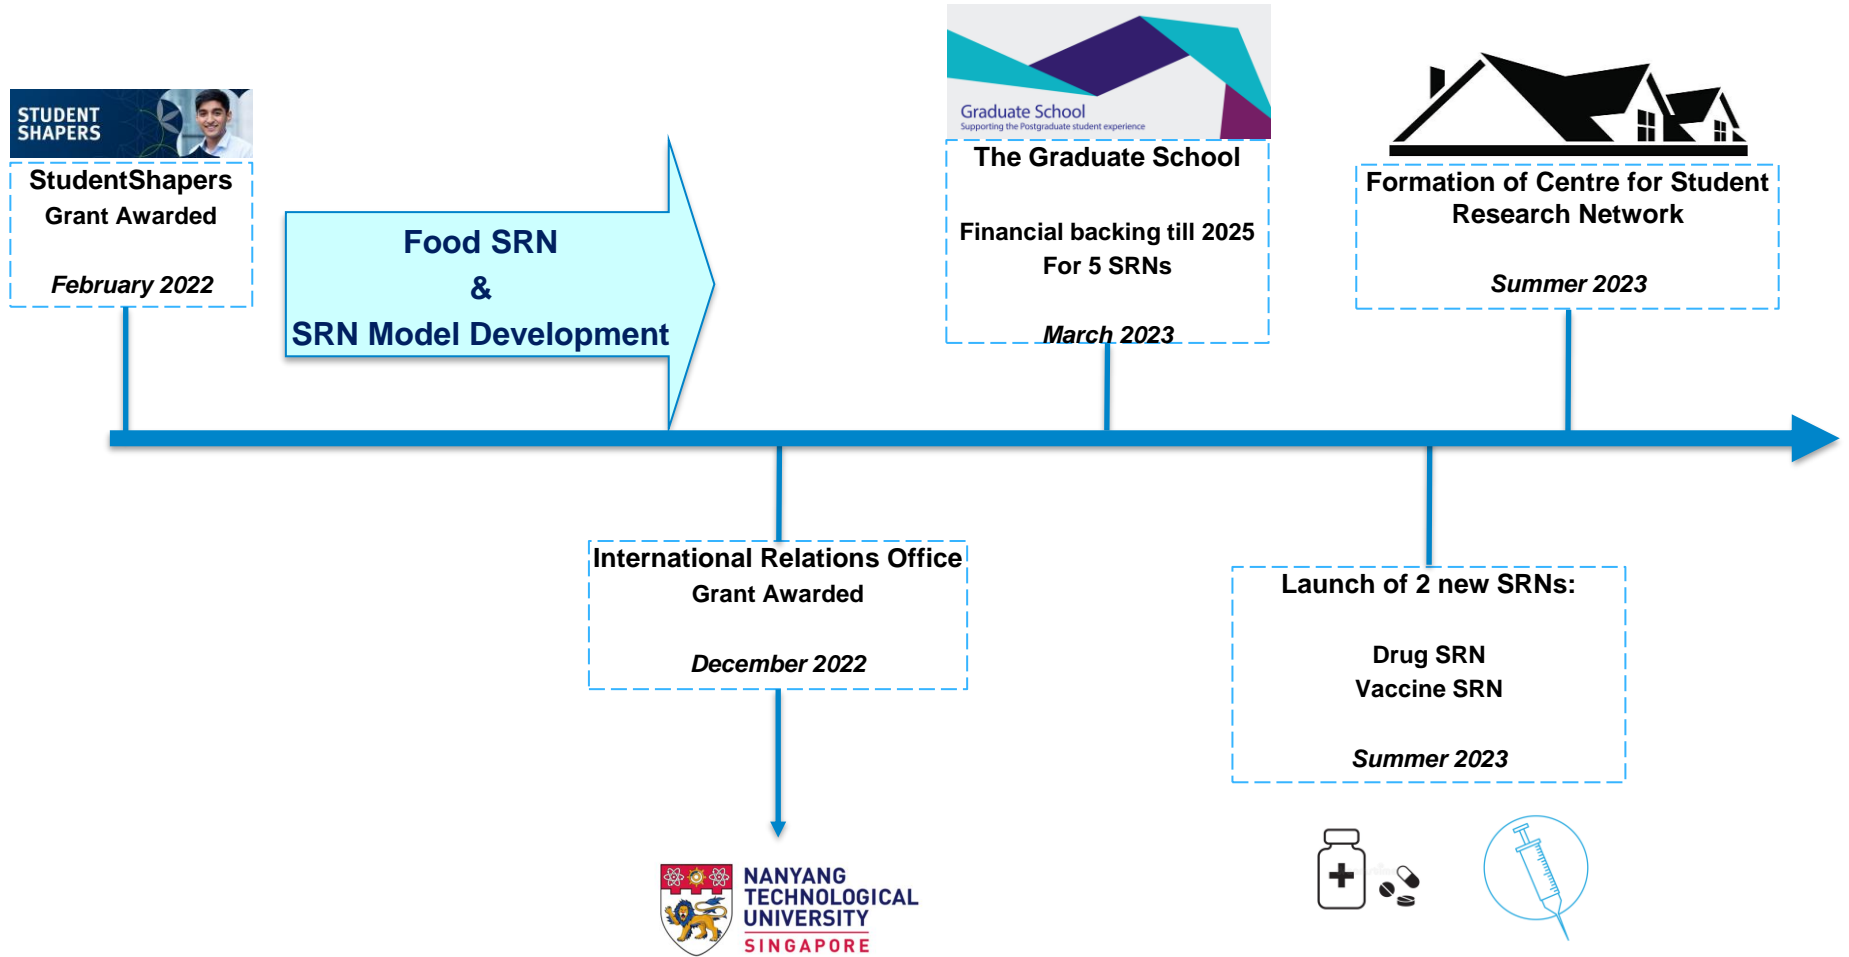 STUDENT
SHAPERS
StudentShapers
Grant Awarded
February 2022
Food SRN
&
SRN Model Development
Graduate School
Supporting the Postgraduate student experience
The Graduate School
Financial backing till 2025
For 5 SRNs
March 2023
Formation of Centre for Student
Research Network
Summer 2023
International Relations Office
Grant Awarded
December 2022
NANYANG
TECHNOLOGICAL
UNIVERSITY
SINGAPORE
Launch of 2 new SRNs:
Drug SRN
Vaccine SRN
Summer 2023